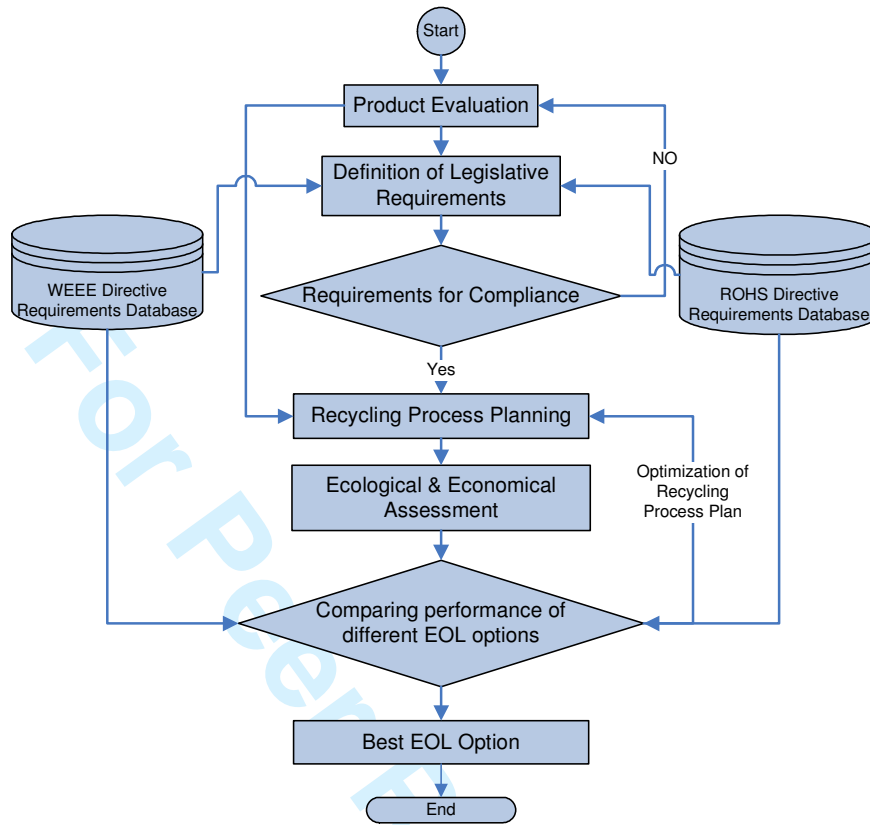 Start
Product Evaluation
NO
Definition of Legislative
Requirements
WEEE Directive
Requirements Database
Requirements for Compliance
ROHS Directive
Requirements Database
Yes
Recycling Process Planning
Optimization of
Recycling
Process Plan
Ecological & Economical
Assessment
Comparing performance of
different EOL options
Best EOL Option
End
For Peer